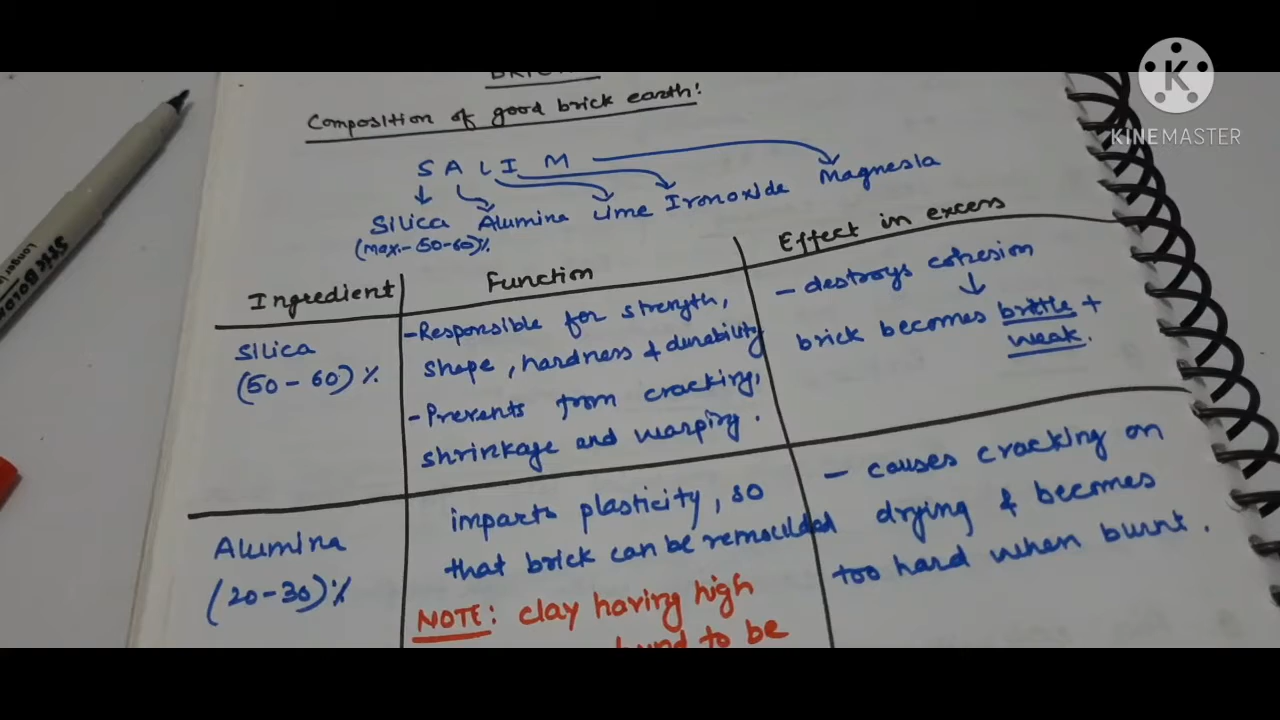 Composition of good brick earth:
S A L I M
Silica Alumina Lime Ironoxide Magnesia
(max.- 50-60)%
Ingredient Function Effect in excess
Silica
(50 - 60) %
- Responsible for strength,
shape, hardness & durability
- Prevents from cracking,
shrinkage and warping.
- destroys cohesion
brick becomes brittle +
weak.
Alumina
(20-30)%
imparts plasticity, so
that brick can be remoulded
NOTE: clay having high
to be
- causes cracking on
drying & becomes
too hard when burnt.
K
KINEMASTER